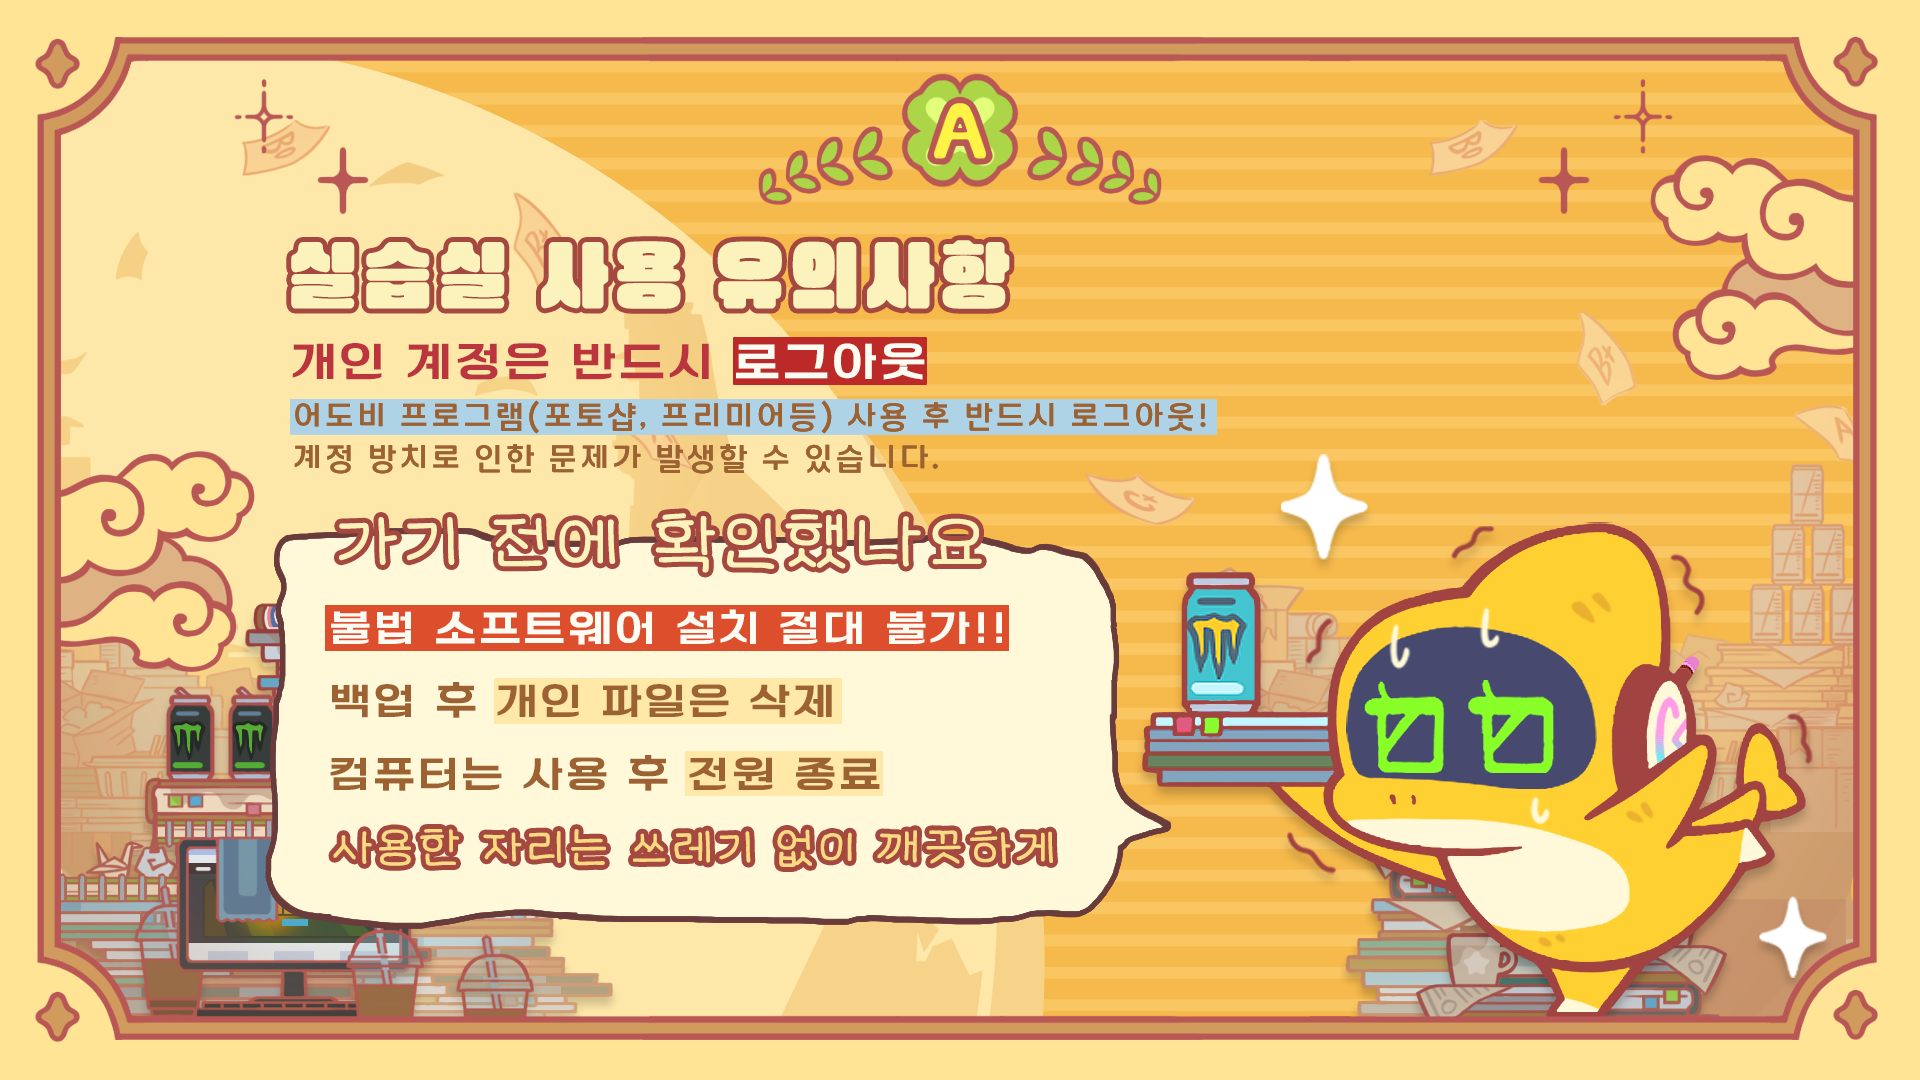 A
실습실 사용 유의사항
개인 계정은 반드시 로그아웃
어도비 프로그램(포토샵, 프리미어등) 사용 후 반드시 로그아웃!
계정 방치로 인한 문제가 발생할 수 있습니다.
가기 전에 확인했나요
불법 소프트웨어 설치 절대 불가!!
백업 후 개인 파일은 삭제
컴퓨터는 사용 후 전원 종료
사용한 자리는 쓰레기 없이 깨끗하게
B+
C+